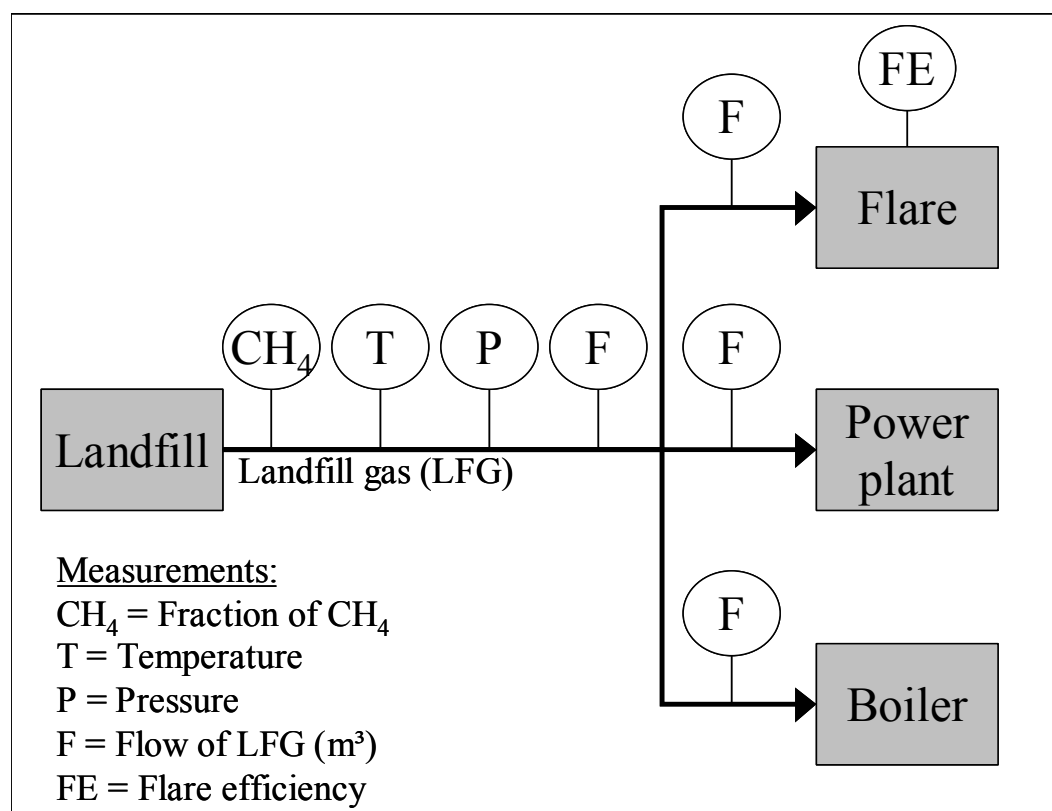 FE
F
Flare
CH₄ T P F F
Landfill
Power
plant
Landfill gas (LFG)
F
Boiler
Measurements:
CH₄ = Fraction of CH₄
T = Temperature
P = Pressure
F = Flow of LFG (m³)
FE = Flare efficiency